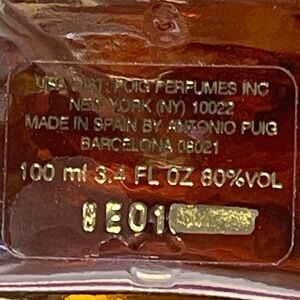 USA DIST: PUIG PERFUMES INC
NEW YORK (NY) 10022
MADE IN SPAIN BY ANTONIO PUIG
BARCELONA 08021
100 ml 3.4 FL OZ 80%VOL
8E01